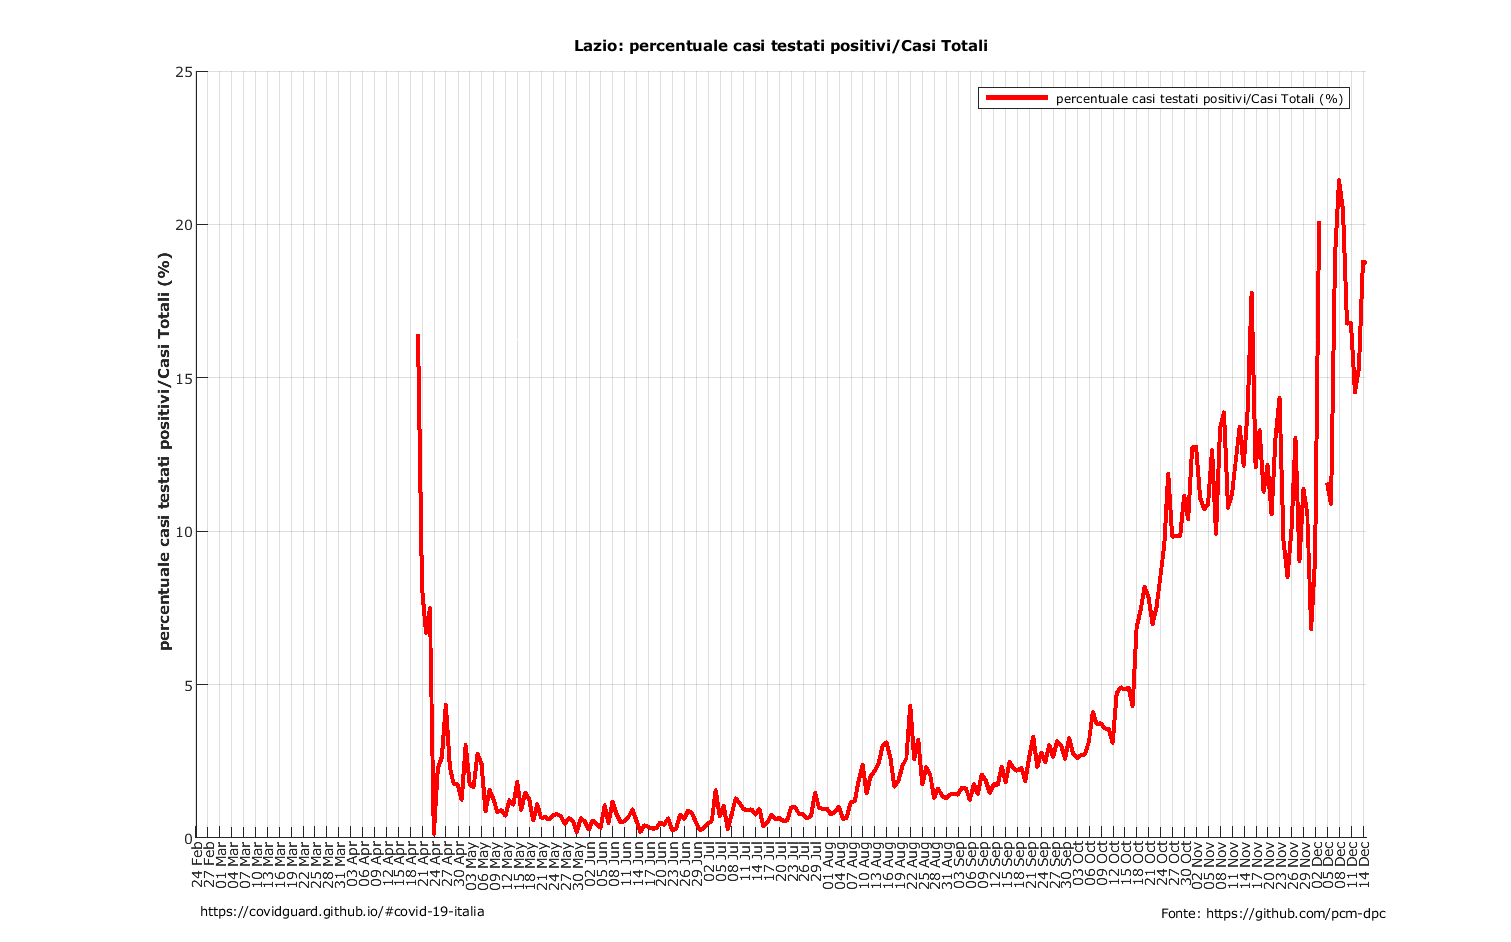 Lazio: percentuale casi testati positivi/Casi Totali
percentuale casi testati positivi/Casi Totali (%)
percentuale casi testati positivi/Casi Totali (%)
25
20
15
10
5
0
24 Feb
27 Feb
01 Mar
04 Mar
07 Mar
10 Mar
13 Mar
16 Mar
19 Mar
22 Mar
25 Mar
28 Mar
31 Mar
03 Apr
06 Apr
09 Apr
12 Apr
15 Apr
18 Apr
21 Apr
24 Apr
27 Apr
30 Apr
03 May
06 May
09 May
12 May
15 May
18 May
21 May
24 May
27 May
30 May
02 Jun
05 Jun
08 Jun
11 Jun
14 Jun
17 Jun
20 Jun
23 Jun
26 Jun
29 Jun
02 Jul
05 Jul
08 Jul
11 Jul
14 Jul
17 Jul
20 Jul
23 Jul
26 Jul
29 Jul
01 Aug
04 Aug
07 Aug
10 Aug
13 Aug
16 Aug
19 Aug
22 Aug
25 Aug
28 Aug
31 Aug
03 Sep
06 Sep
09 Sep
12 Sep
15 Sep
18 Sep
21 Sep
24 Sep
27 Sep
30 Sep
03 Oct
06 Oct
09 Oct
12 Oct
15 Oct
18 Oct
21 Oct
24 Oct
27 Oct
30 Oct
02 Nov
05 Nov
08 Nov
11 Nov
14 Nov
17 Nov
20 Nov
23 Nov
26 Nov
29 Nov
02 Dec
05 Dec
08 Dec
11 Dec
14 Dec
https://covidguard.github.io/#covid-19-italia
Fonte: https://github.com/pcm-dpc